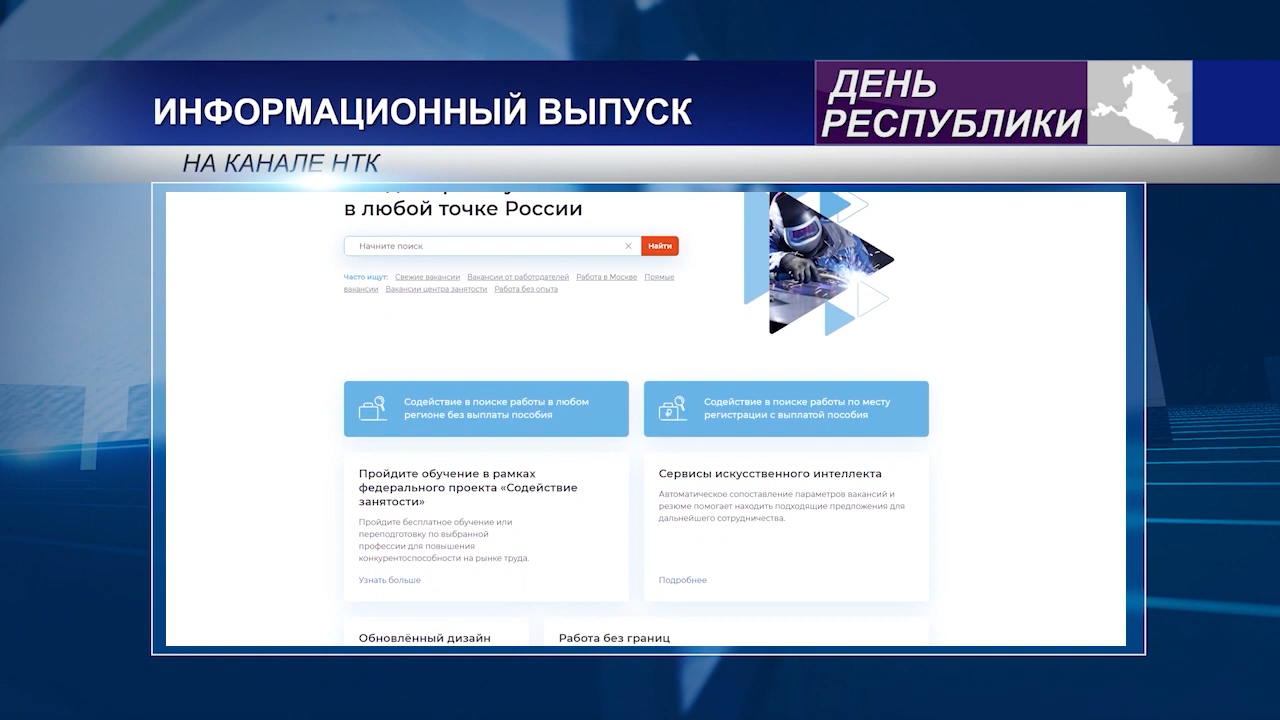 ИНФОРМАЦИОННЫЙ ВЫПУСК
ДЕНЬ
РЕСПУБЛИКИ
НА КАНАЛЕ НТК
в любой точке России
Начните поиск
Найти
Часто ищут: Свежие вакансии Вакансии от работодателей Работа в Москве Прямые
вакансии Вакансии центра занятости Работа без опыта
Содействие в поиске работы в любом
регионе без выплаты пособия
Содействие в поиске работы по месту
регистрации с выплатой пособия
Пройдите обучение в рамках
федерального проекта «Содействие
занятости»
Пройдите бесплатное обучение или
переподготовку по выбранной
профессии для повышения
конкурентоспособности на рынке труда.
Узнать больше
Сервисы искусственного интеллекта
Автоматическое сопоставление параметров вакансий и
резюме помогает находить подходящие предложения для
дальнейшего сотрудничества.
Подробнее
Обновлённый дизайн
Работа без границ